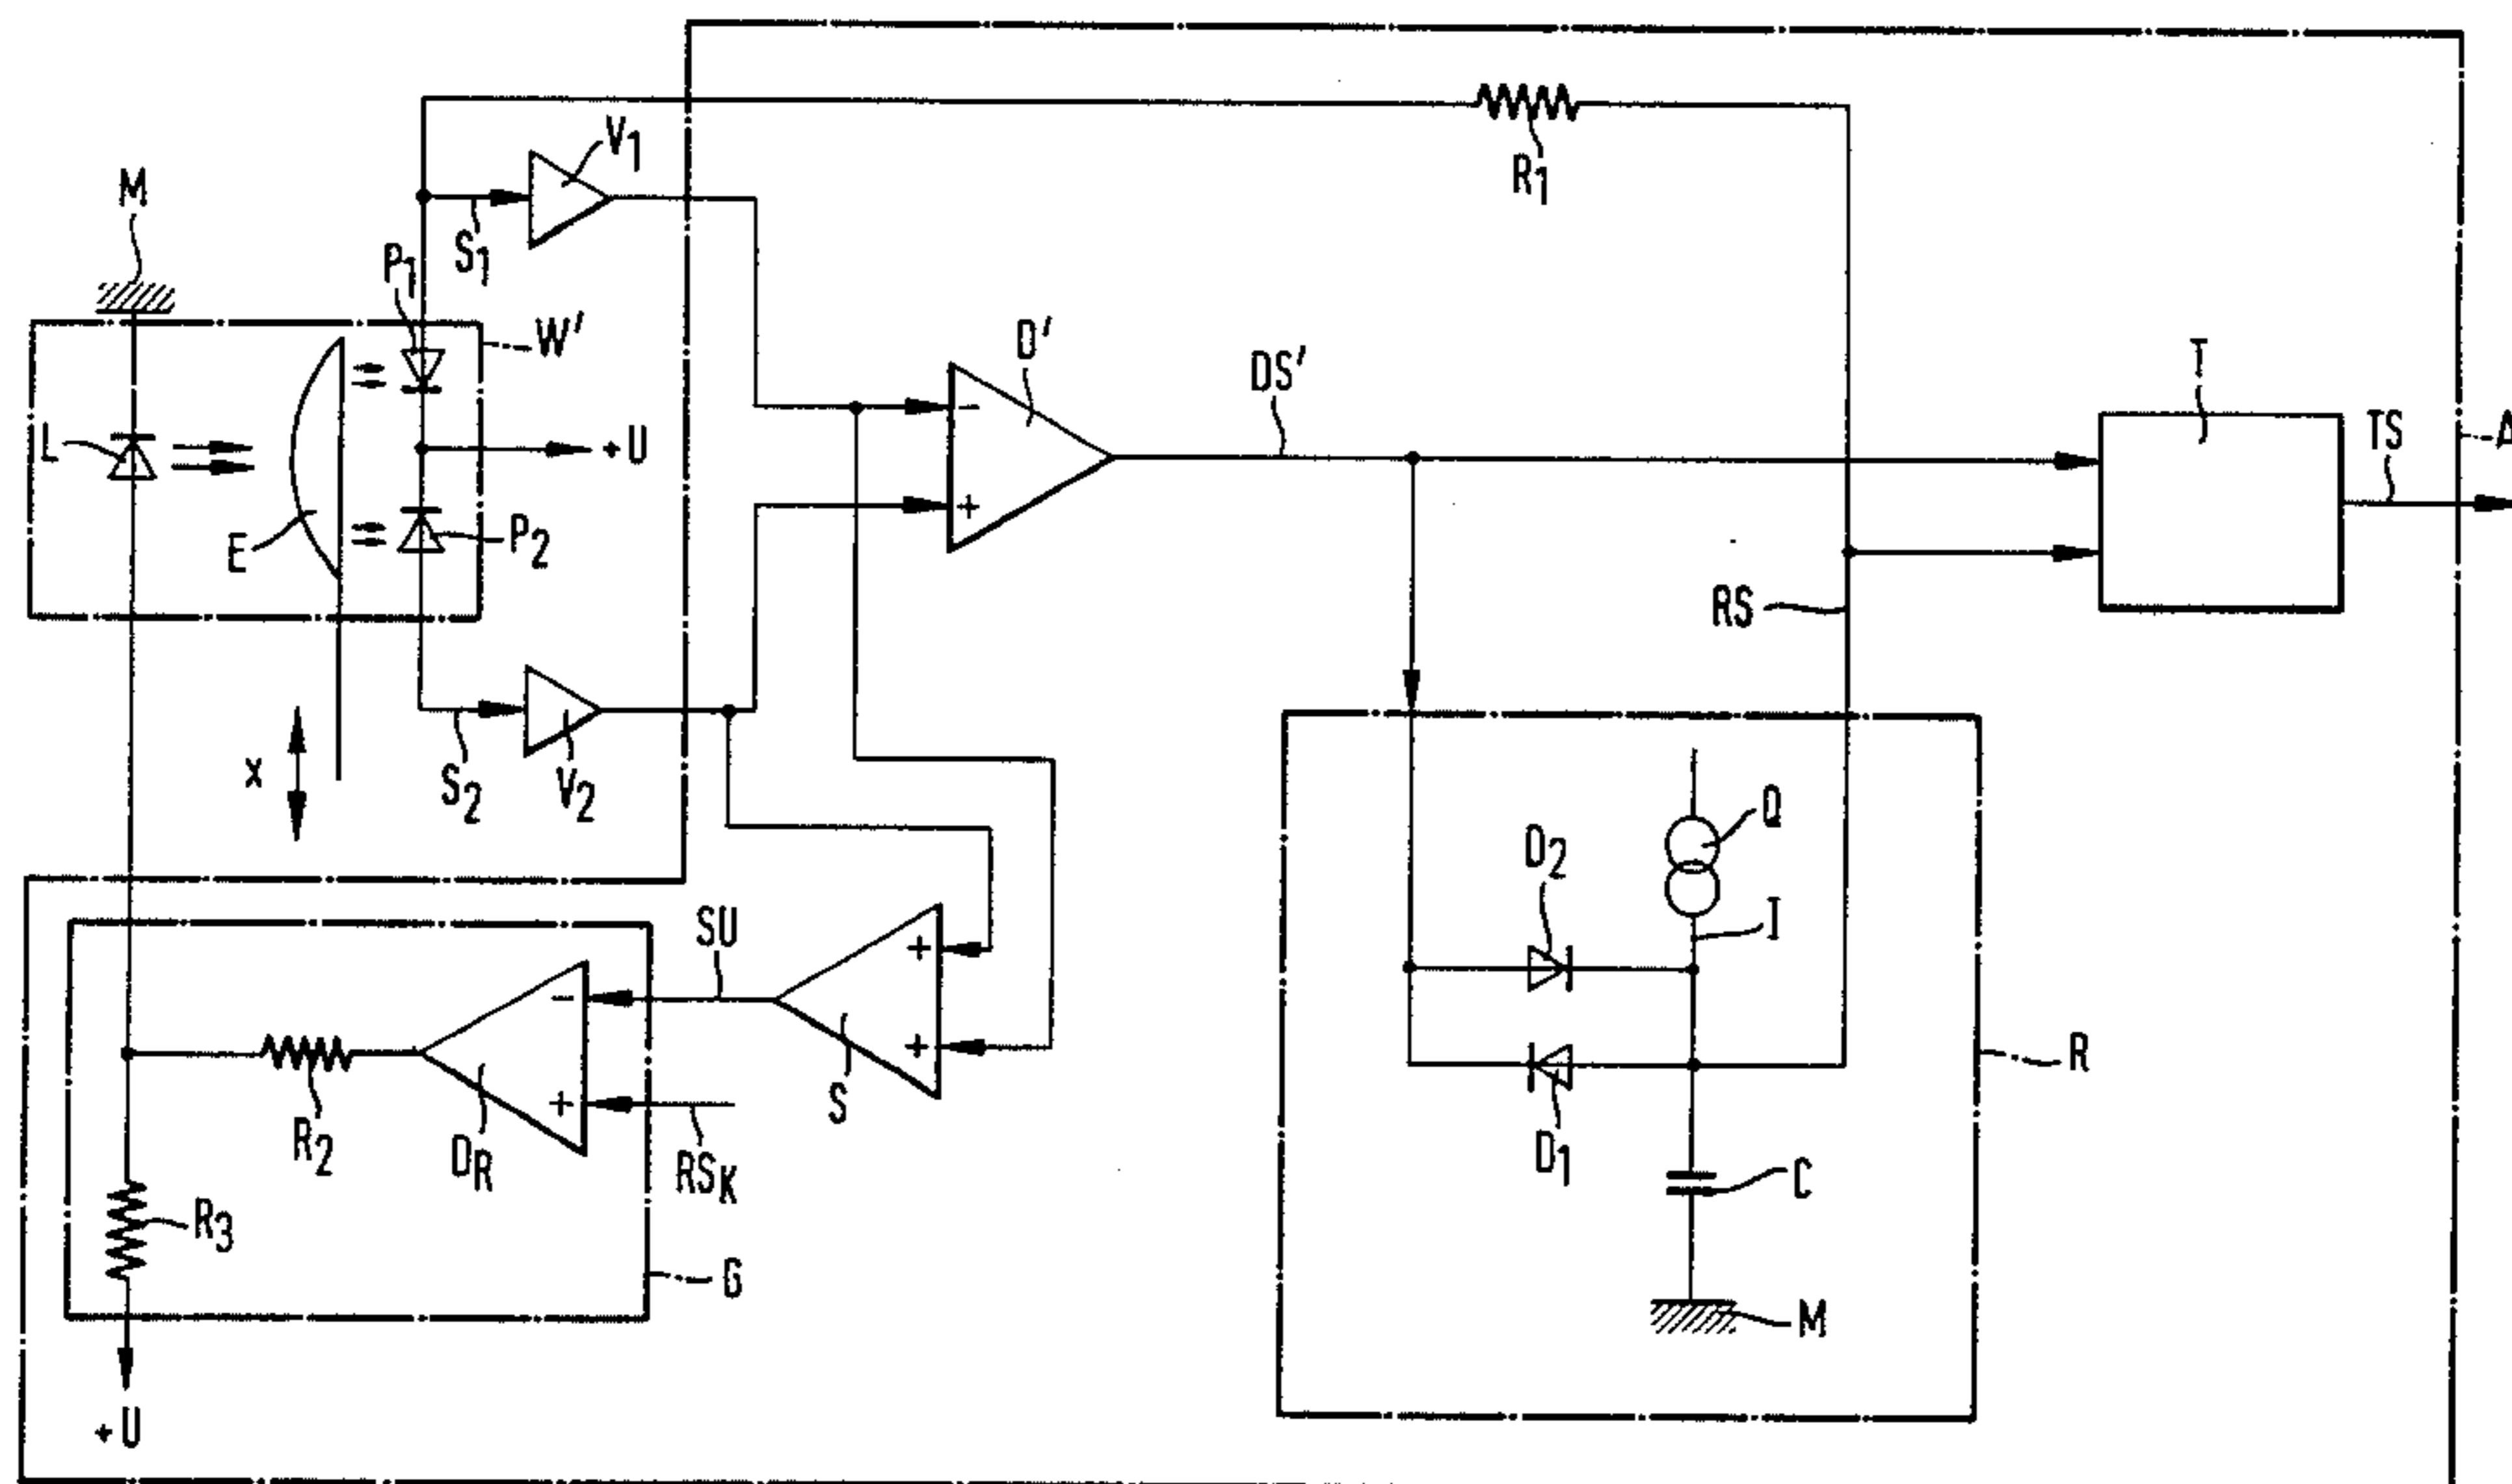 V1
M
R1
P1
S1
W'
D'
DS'
T
TS
A
L
+U
-
+
E
P2
RS
x
S2
V2
Q
D2
I
SU
+
-
+
S
R
R2
DR
+
RSK
D1
C
R3
G
M
+U